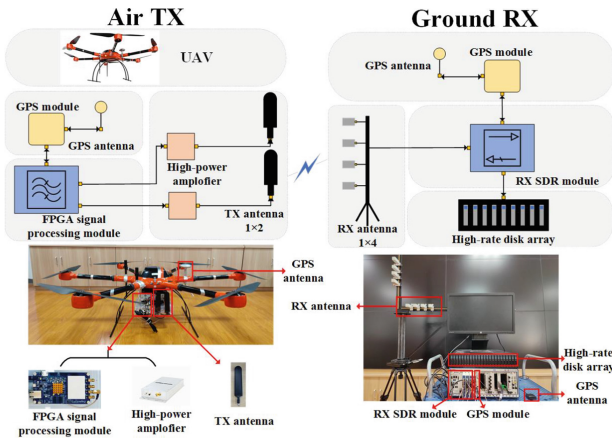 Air TX
Ground RX
UAV
GPS module
GPS antenna
FPGA signal
processing module
High-power
amplofier
TX antenna
1×2
GPS antenna
GPS module
RX SDR module
RX antenna
1×4
High-rate disk array
GPS
antenna
FPGA signal
processing module
High-power
amplofier
TX antenna
RX antenna
High-rate
disk array
GPS
antenna
RX SDR module
GPS module